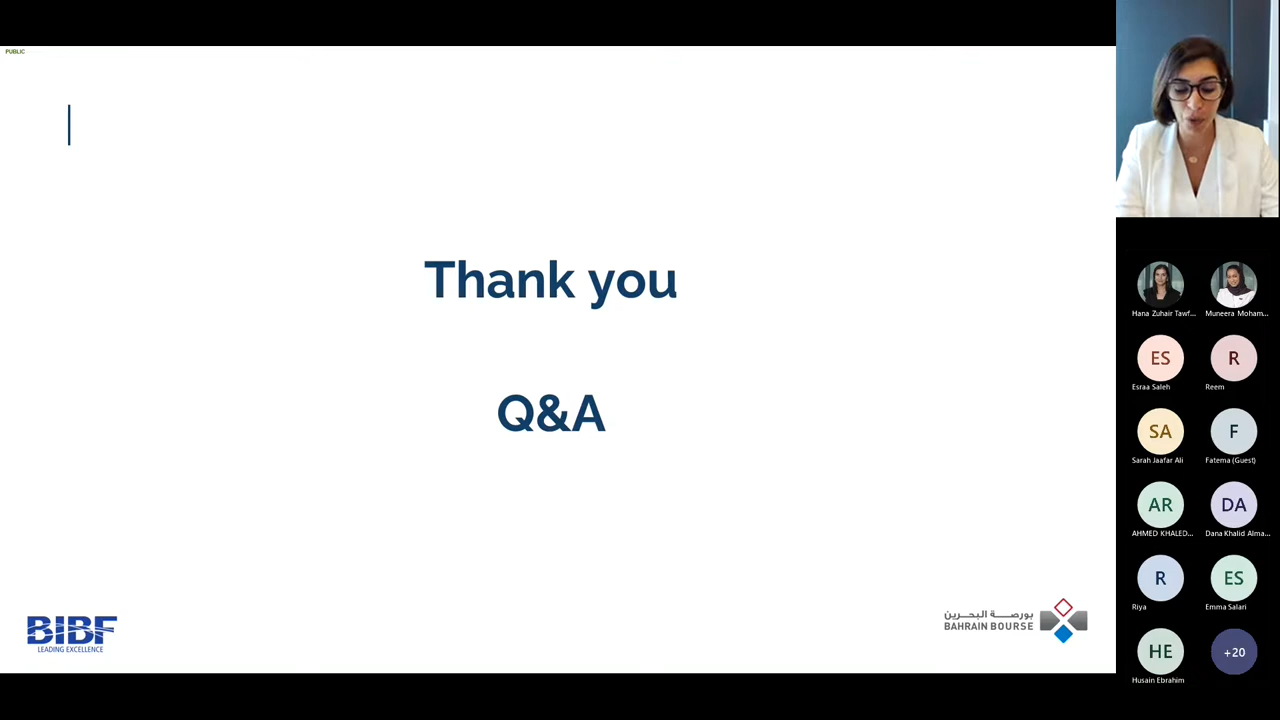 PUBLIC
Thank you
Q&A
BIBF
LEADING EXCELLENCE
بورصة البحرين
BAHRAIN BOURSE
Hana Zuhair Tawf...
Muneera Moham...
ES
R
Esraa Saleh
Reem
SA
F
Sarah Jaafar Ali
Fatema (Guest)
AR
DA
AHMED KHALED...
Dana Khalid Alma...
R
ES
Riya
Emma Salari
HE
+20
Husain Ebrahim